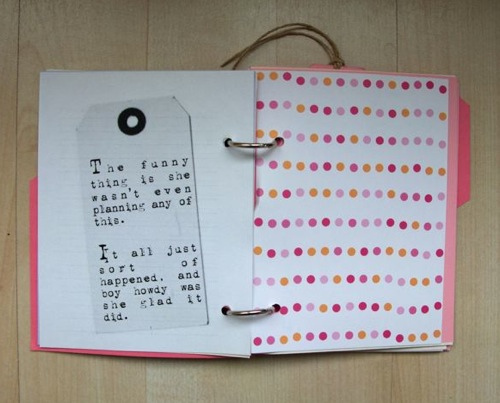 The funny
thing is she
wasn't even
planning any of
this.
It all just
sort of
happened, and
boy howdy was
she glad it
did.